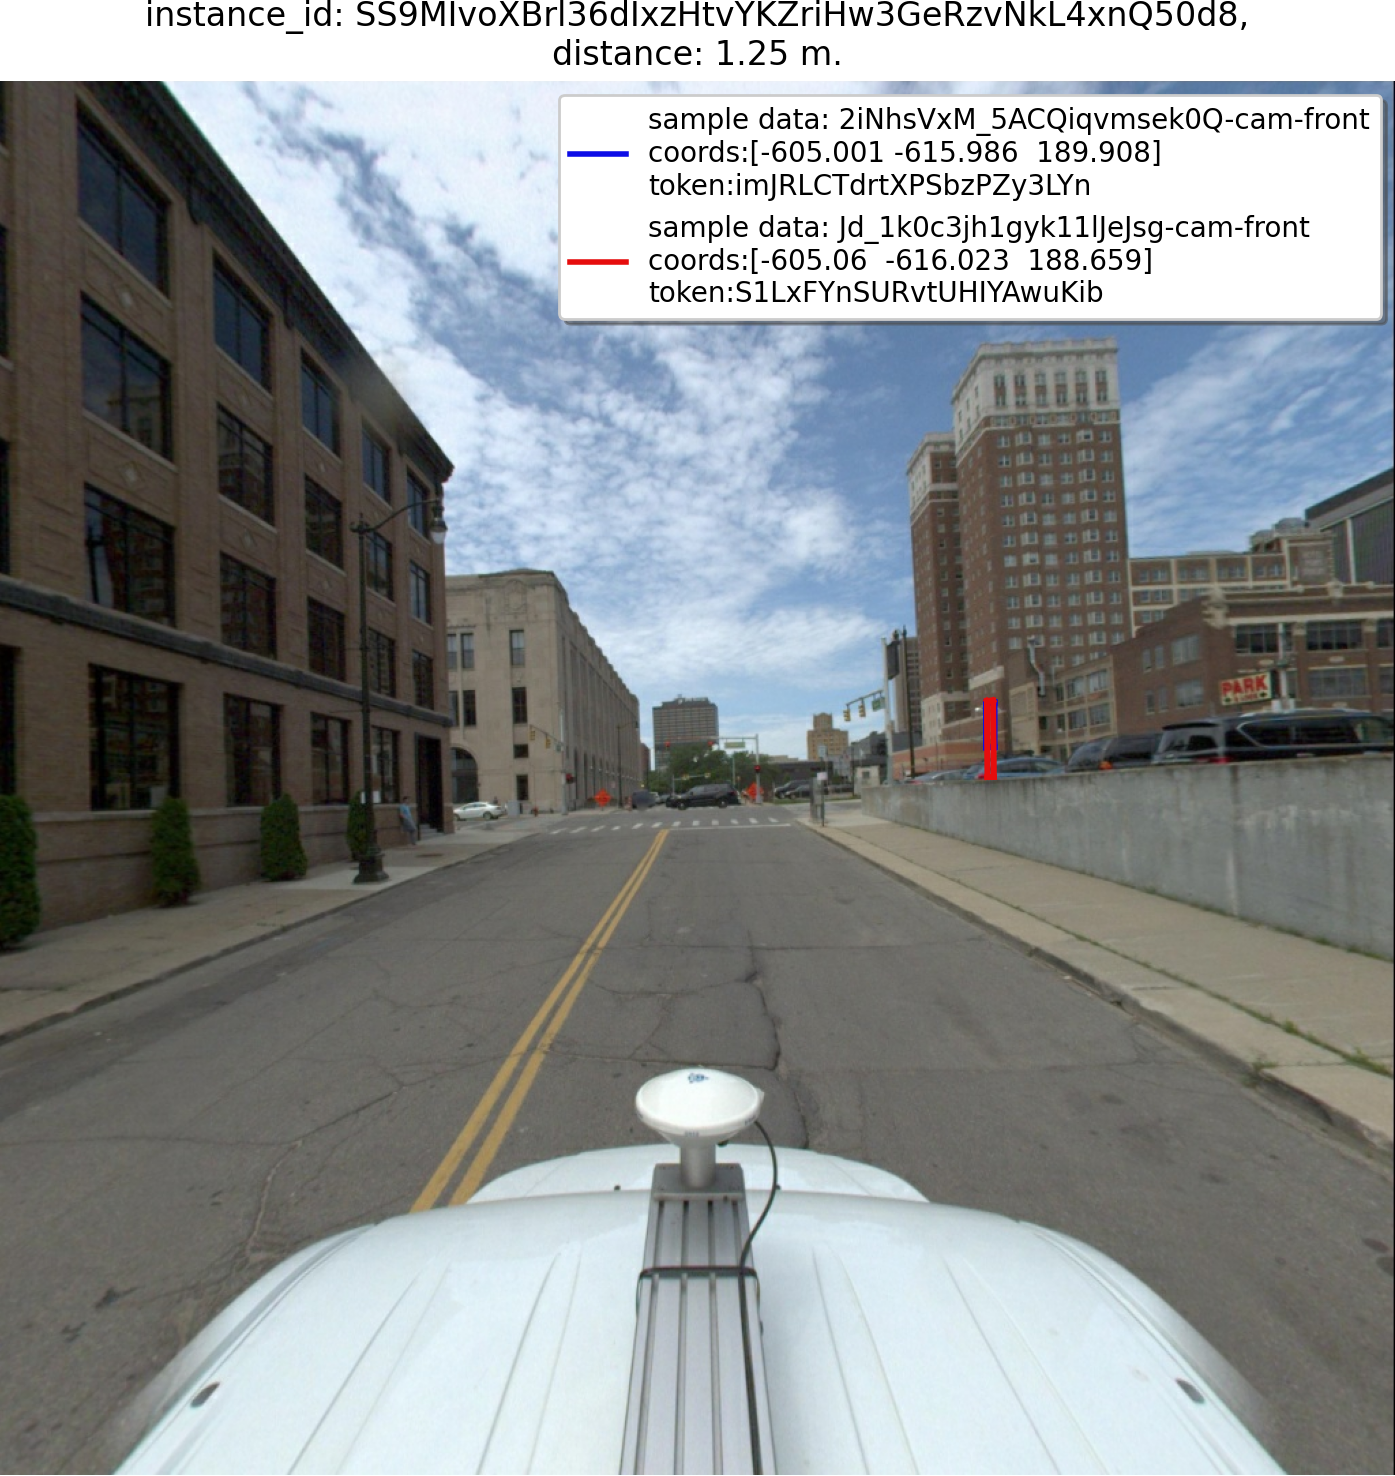 instance_id: SS9MIvoXBrl36dIxzHtvYKZriHw3GeRzvNkL4xnQ50d8,
distance: 1.25 m.
sample data: 2iNhsVxM_5ACQiqvmsek0Q-cam-front
coords:[-605.001 -615.986  189.908]
token:imJRLCTdrtXPSbzPZy3LYn
sample data: Jd_1k0c3jh1gyk11IJeJsg-cam-front
coords:[-605.06  -616.023  188.659]
token:S1LxFYnSURvtUHIYAwuKib
PARK